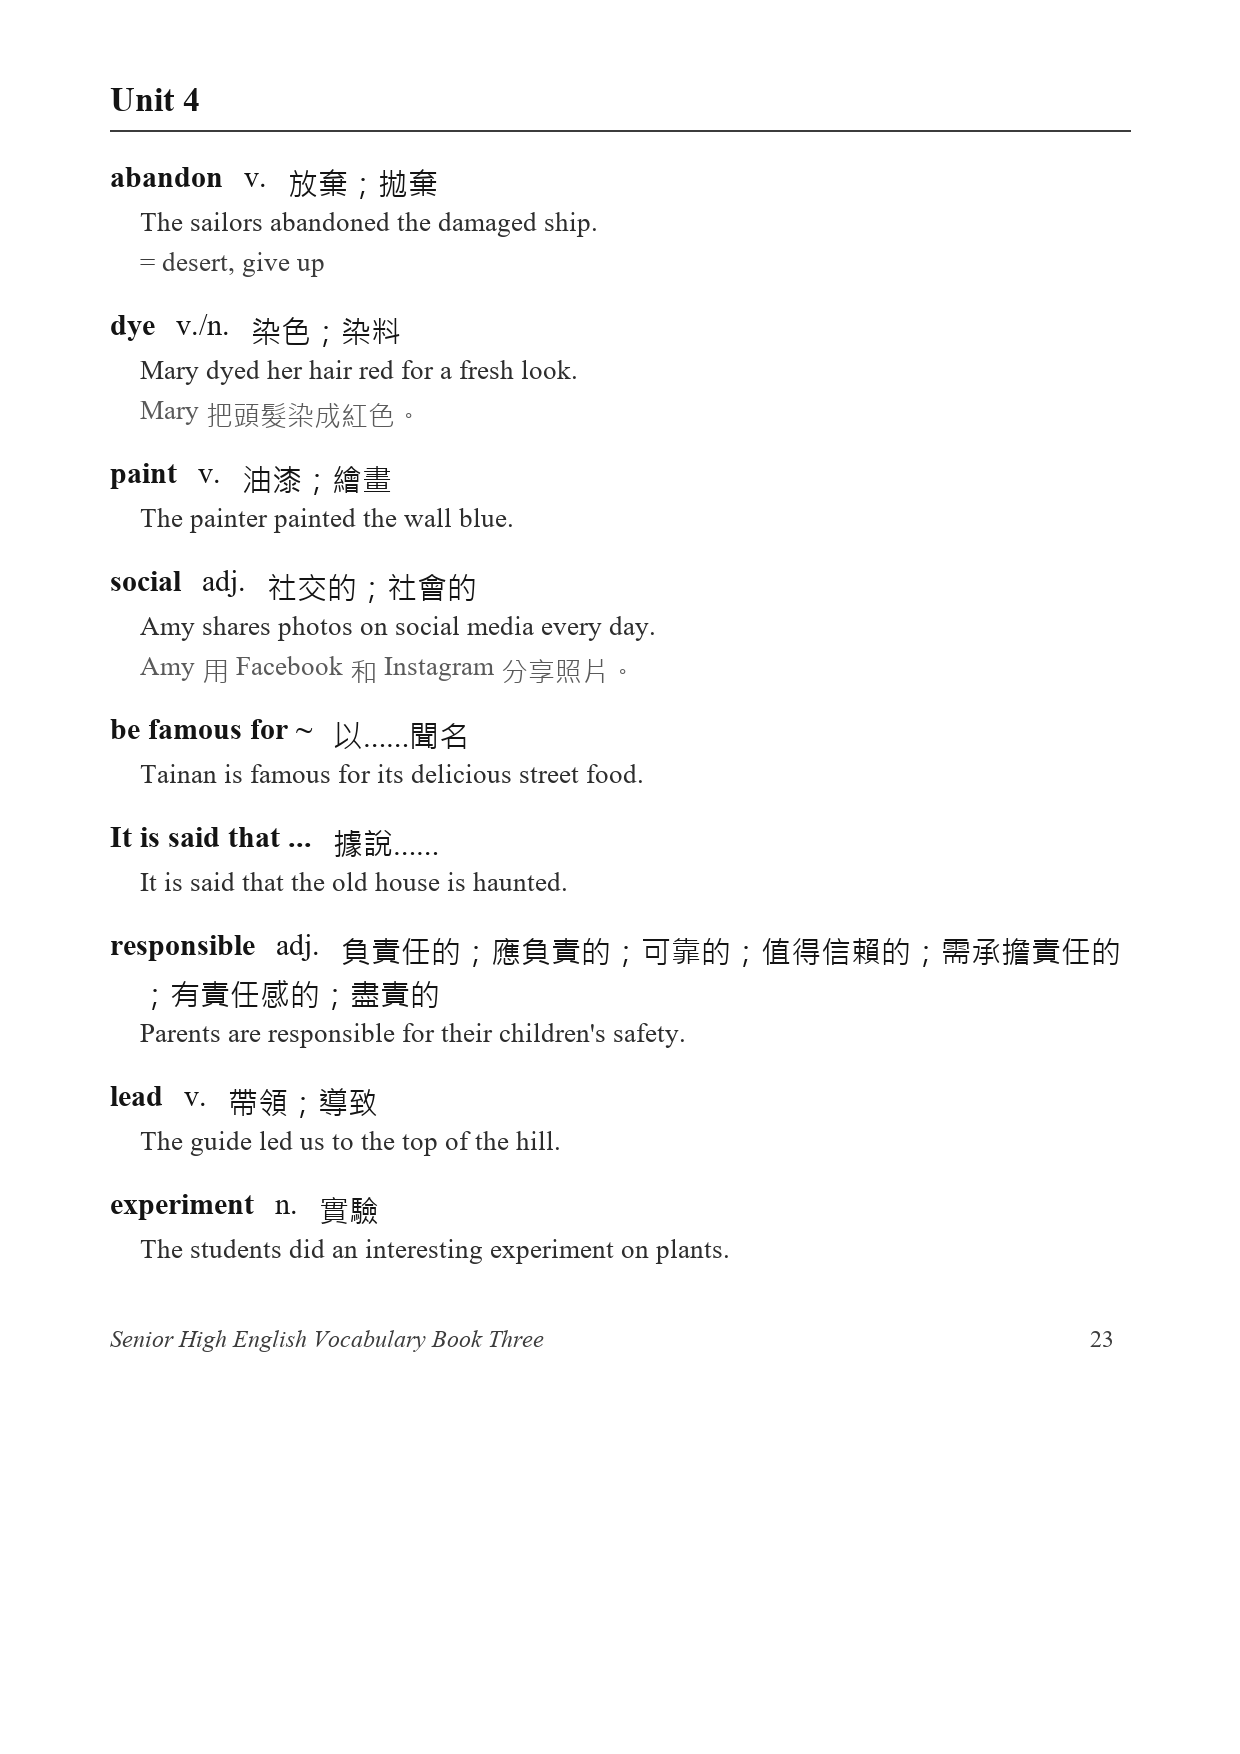 Unit 4
abandon v. 放棄；拋棄
The sailors abandoned the damaged ship.
= desert, give up
dye v./n. 染色；染料
Mary dyed her hair red for a fresh look.
Mary 把頭髮染成紅色。
paint v. 油漆；繪畫
The painter painted the wall blue.
social adj. 社交的；社會的
Amy shares photos on social media every day.
Amy 用 Facebook 和 Instagram 分享照片。
be famous for ~ 以......聞名
Tainan is famous for its delicious street food.
It is said that ... 據說......
It is said that the old house is haunted.
responsible adj. 負責任的；應負責的；可靠的；值得信賴的；需承擔責任的
；有責任感的；盡責的
Parents are responsible for their children's safety.
lead v. 帶領；導致
The guide led us to the top of the hill.
experiment n. 實驗
The students did an interesting experiment on plants.
Senior High English Vocabulary Book Three 23